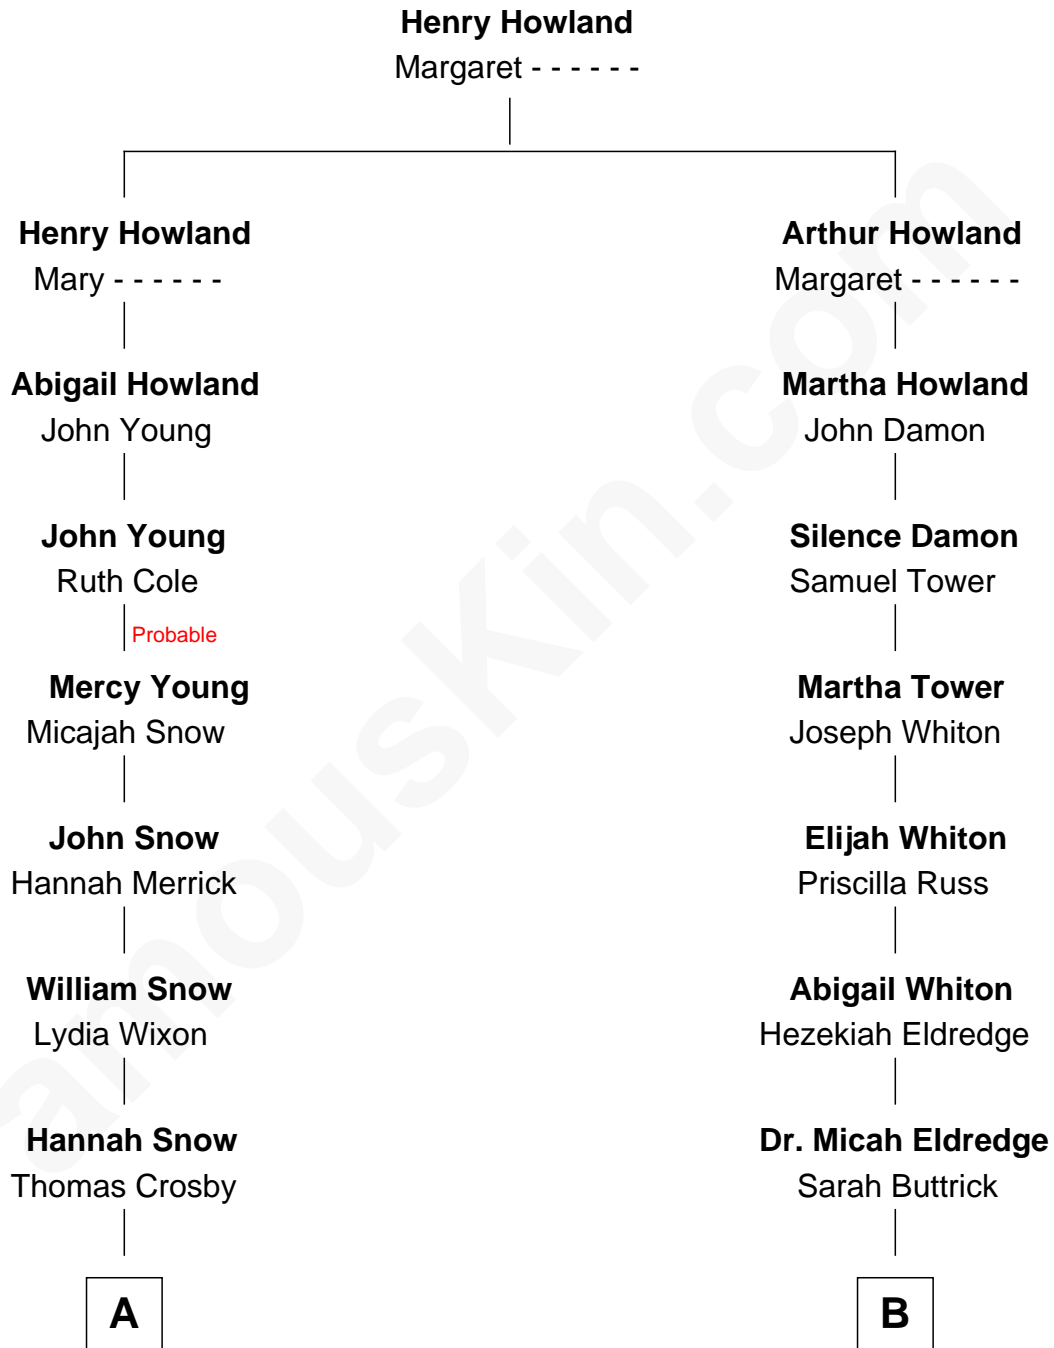 Henry Howland
Margaret - - - - - -
Henry Howland
Mary - - - - - -
Abigail Howland
John Young
John Young
Ruth Cole
Probable
Mercy Young
Micajah Snow
John Snow
Hannah Merrick
William Snow
Lydia Wixon
Hannah Snow
Thomas Crosby
A
Arthur Howland
Margaret - - - - - -
Martha Howland
John Damon
Silence Damon
Samuel Tower
Martha Tower
Joseph Whiton
Elijah Whiton
Priscilla Russ
Abigail Whiton
Hezekiah Eldredge
Dr. Micah Eldredge
Sarah Buttrick
B
amouskin.com